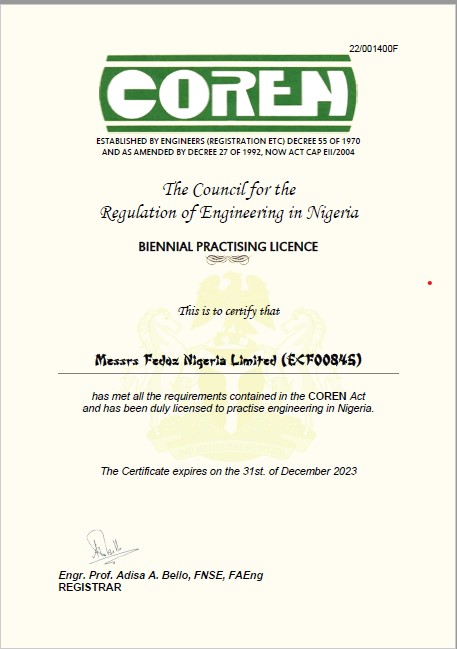 22/001400F
COREN
ESTABLISHED BY ENGINEERS (REGISTRATION ETC) DECREE 55 OF 1970
AND AS AMENDED BY DECREE 27 OF 1992, NOW ACT CAP EII/2004
The Council for the
Regulation of Engineering in Nigeria
BIENNIAL PRACTISING LICENCE
This is to certify that
Messrs Fedaz Nigeria Limited (ECF00845)
has met all the requirements contained in the COREN Act
and has been duly licensed to practise engineering in Nigeria.
The Certificate expires on the 31st. of December 2023
Engr. Prof. Adisa A. Bello, FNSE, FAEng
REGISTRAR